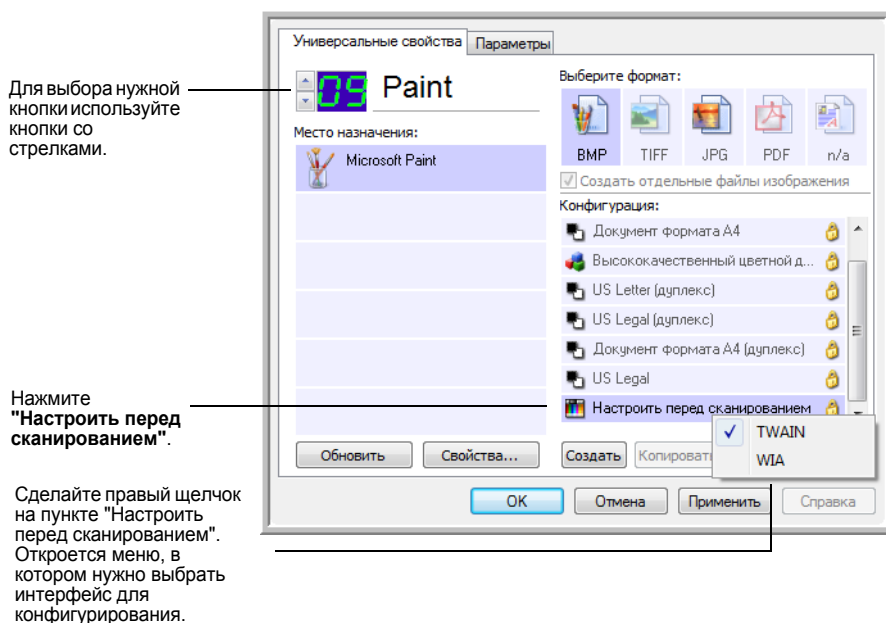 Универсальные свойства
Параметры
Для выбора нужной
кнопки используйте
кнопки со
стрелками.
09
Paint
Место назначения:
Microsoft Paint
Выберите формат:
BMP
TIFF
JPG
PDF
n/a
Создать отдельные файлы изображения
Конфигурация:
Документ формата A4
Высококачественный цветной д...
US Letter (дуплекс)
US Legal (дуплекс)
Документ формата A4 (дуплекс)
US Legal
Настроить перед сканированием
Нажмите
"Настроить перед
сканированием".
TWAIN
WIA
Обновить
Свойства...
Создать
Копировать
OK
Отмена
Применить
Справка
Сделайте правый щелчок
на пункте "Настроить
перед сканированием".
Откроется меню, в
котором нужно выбрать
интерфейс для
конфигурирования.